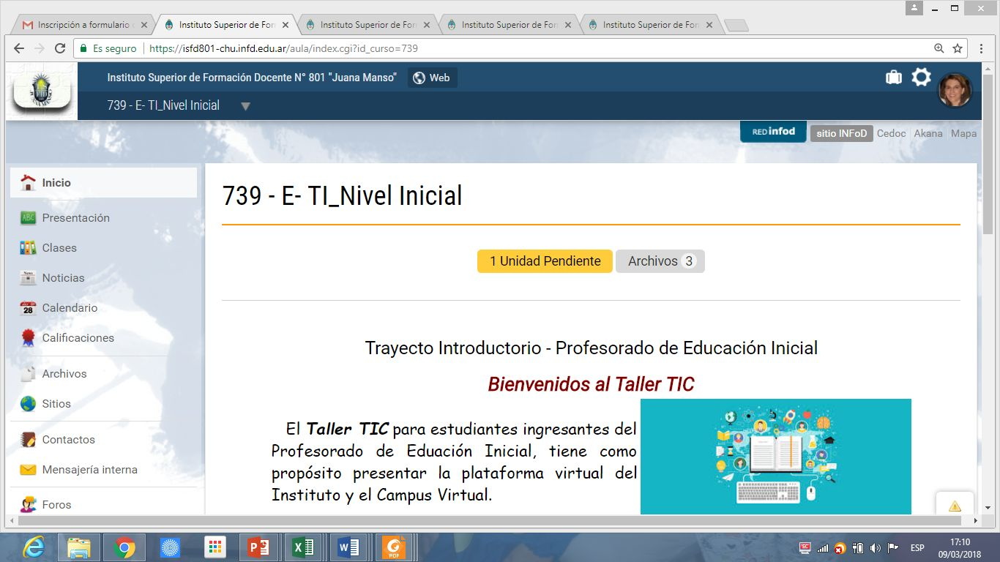 Inscripción a formulario
Instituto Superior de For
Instituto Superior de For
Instituto Superior de For
Instituto Superior de For
Es seguro
https://isfd801-chu.infd.edu.ar/aula/index.cgi?id_curso=739
Instituto Superior de Formación Docente N° 801 "Juana Manso"
Web
739 - E- TI_Nivel Inicial
RED infod
sitio INFoD
Cedoc
Akana
Mapa
Inicio
ABC
Presentación
Clases
News
Noticias
28
Calendario
Calificaciones
Archivos
Sitios
Contactos
Mensajería interna
Foros
739 - E- TI_Nivel Inicial
1 Unidad Pendiente
Archivos 3
Trayecto Introductorio - Profesorado de Educación Inicial
Bienvenidos al Taller TIC
El Taller TIC para estudiantes ingresantes del
Profesorado de Eduación Inicial, tiene como
propósito presentar la plataforma virtual del
Instituto y el Campus Virtual.
PDF
SC
ESP
17:10
09/03/2018